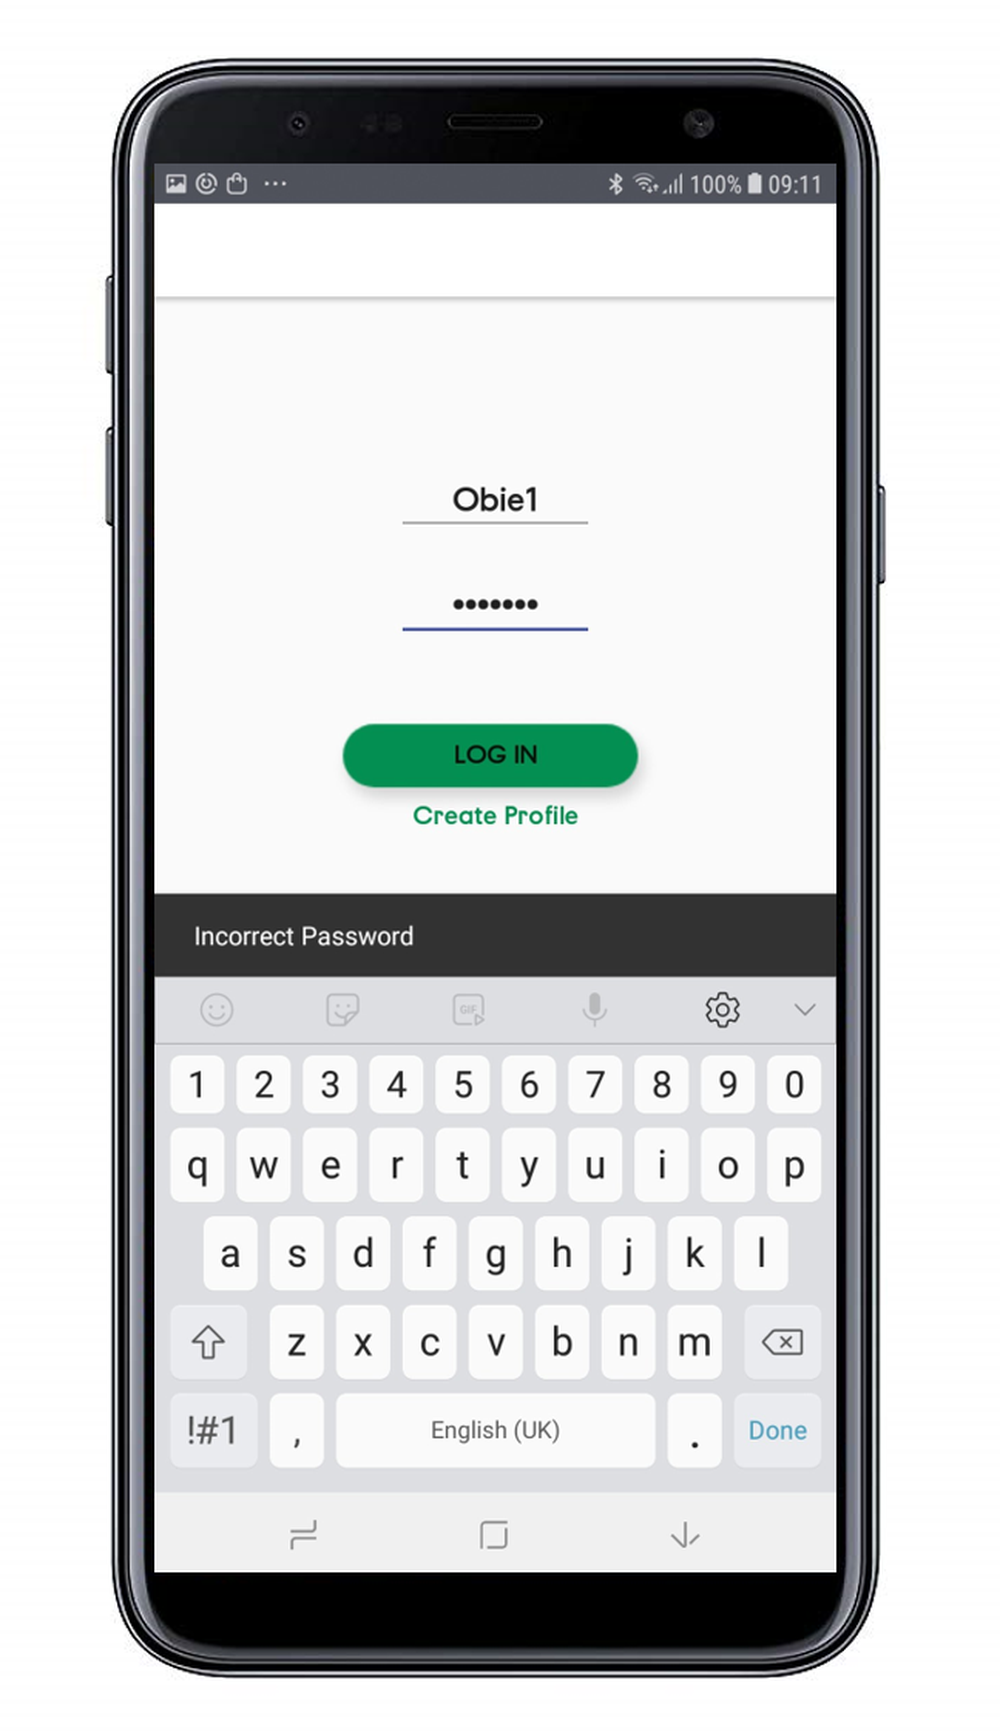 100% 09:11
Obie1
•••••••
LOG IN
Create Profile
Incorrect Password
GIF
1 2 3 4 5 6 7 8 9 0
q w e r t y u i o p
a s d f g h j k l
z x c v b n m
!#1 , English (UK) . Done